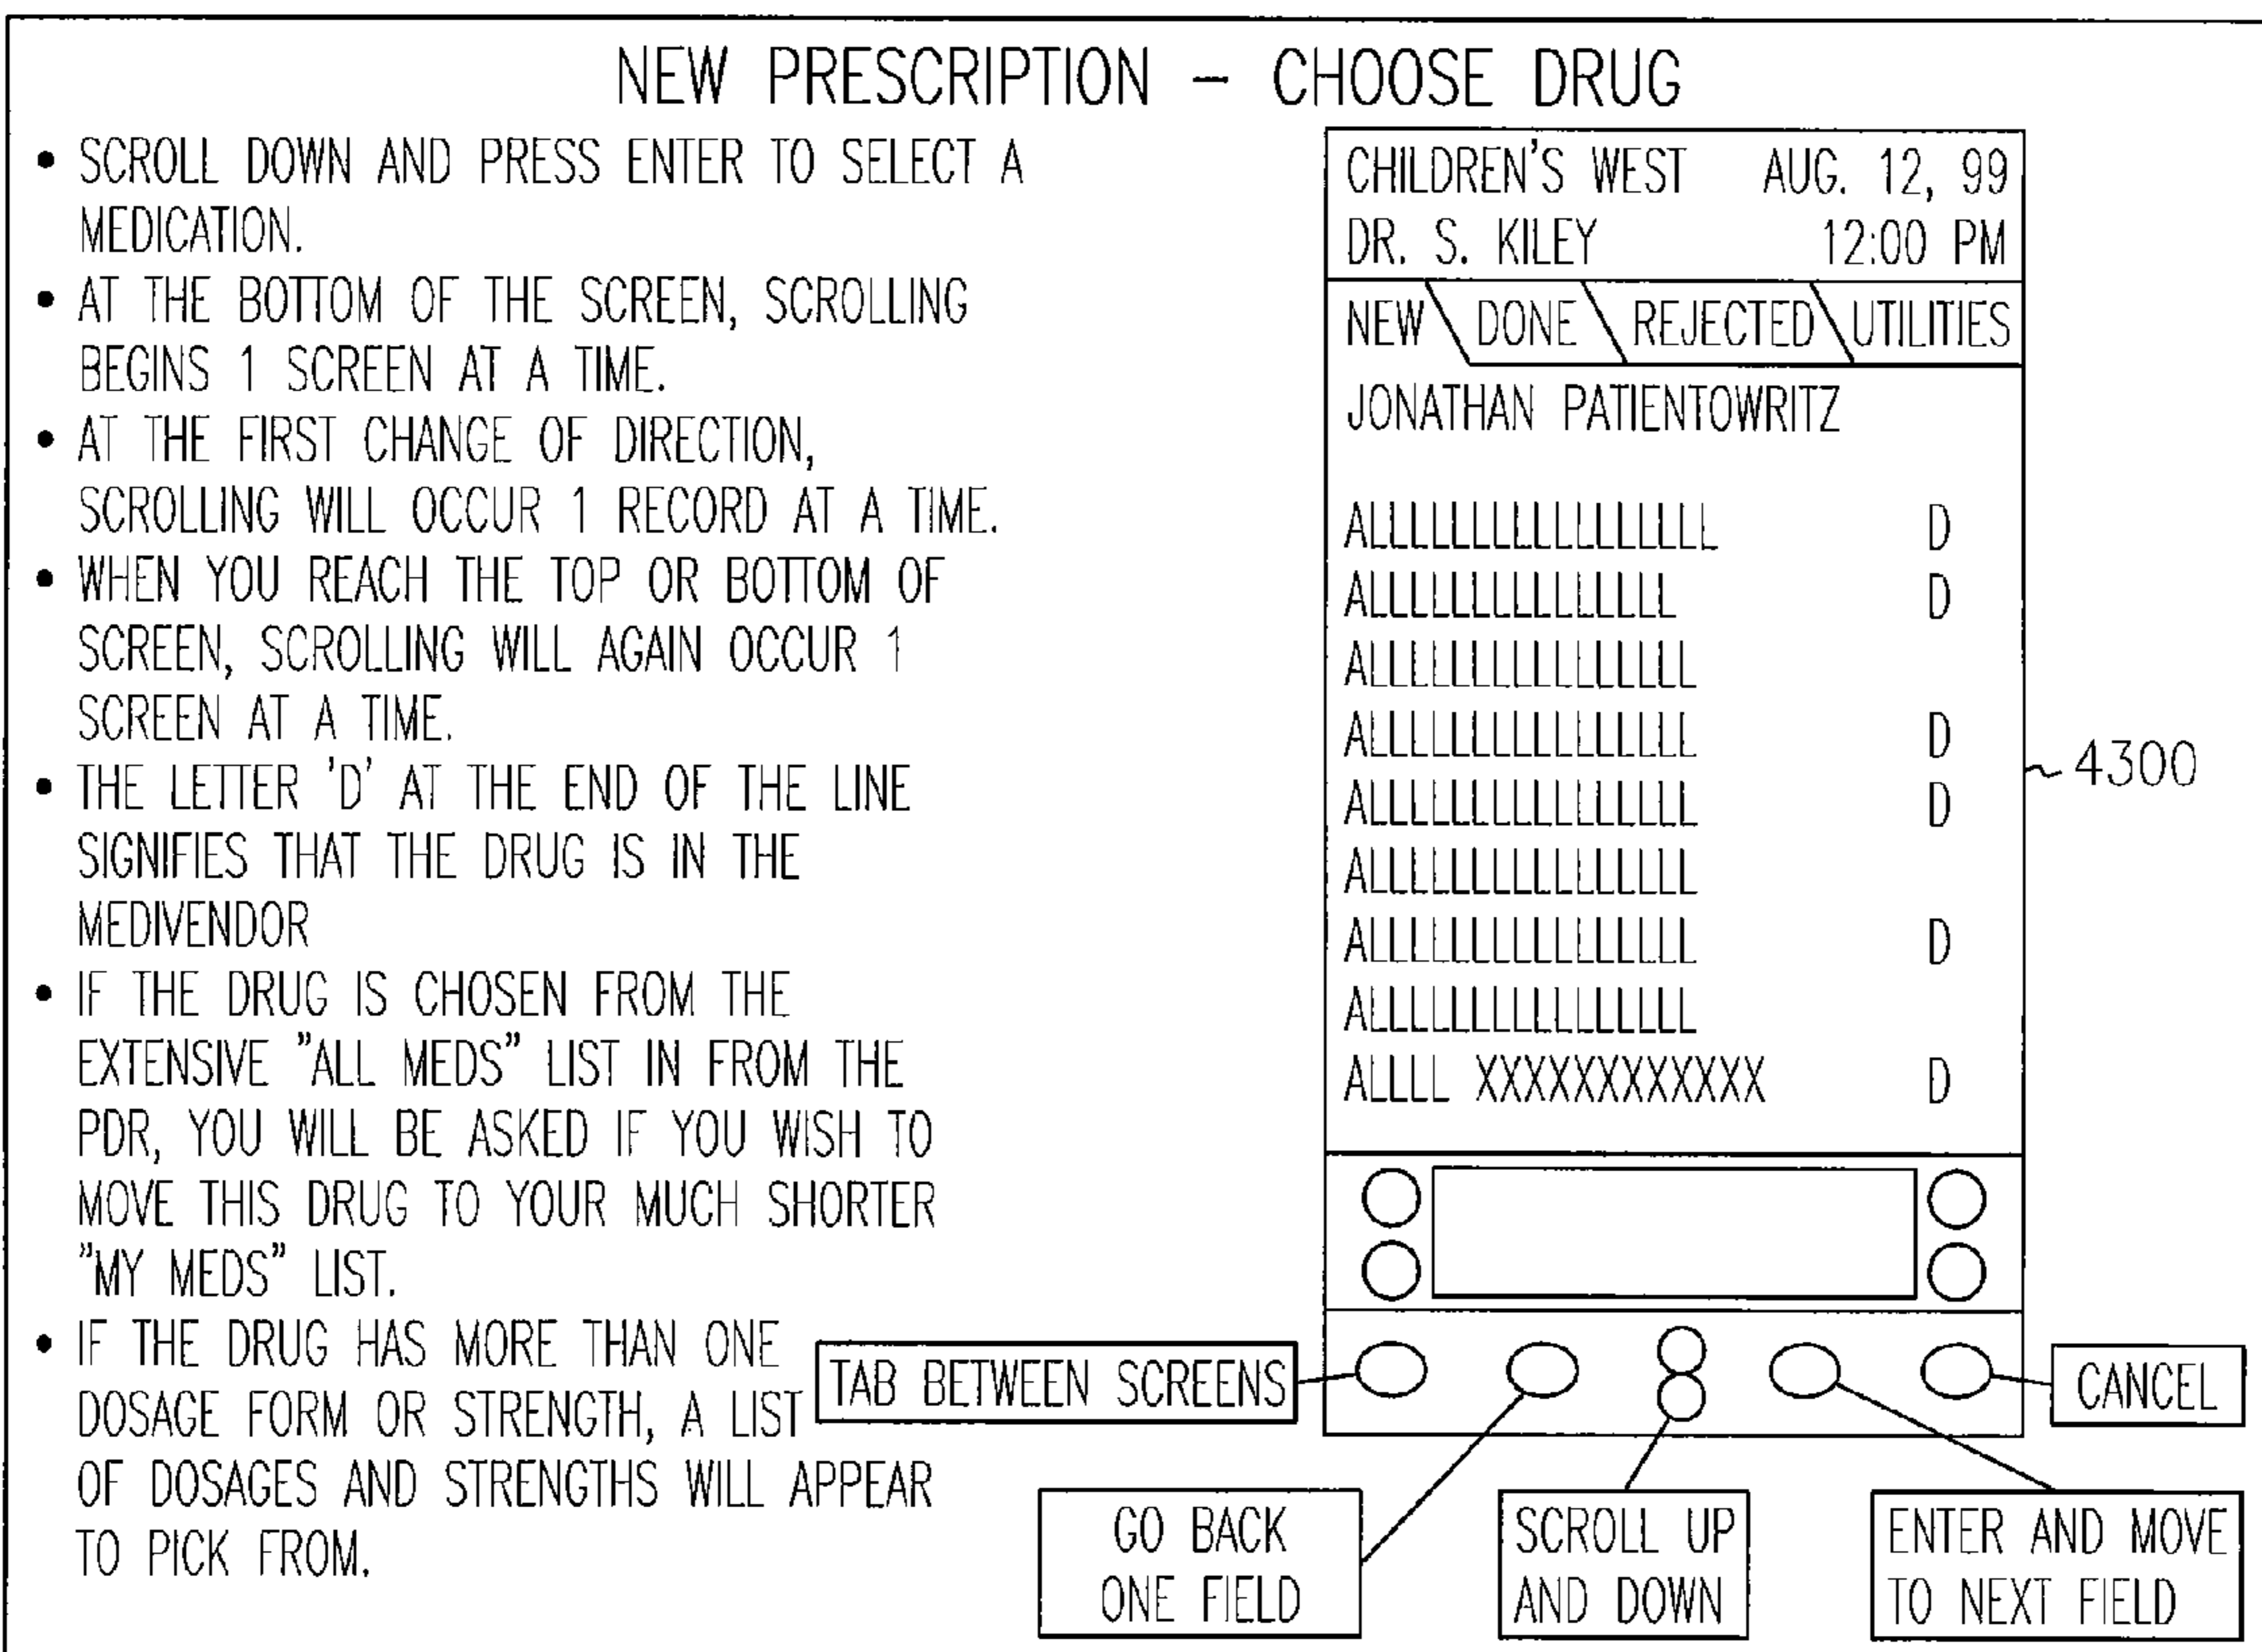 NEW PRESCRIPTION – CHOOSE DRUG
• SCROLL DOWN AND PRESS ENTER TO SELECT A
MEDICATION.
• AT THE BOTTOM OF THE SCREEN, SCROLLING
BEGINS 1 SCREEN AT A TIME.
• AT THE FIRST CHANGE OF DIRECTION,
SCROLLING WILL OCCUR 1 RECORD AT A TIME.
• WHEN YOU REACH THE TOP OR BOTTOM OF
SCREEN, SCROLLING WILL AGAIN OCCUR 1
SCREEN AT A TIME.
• THE LETTER 'D' AT THE END OF THE LINE
SIGNIFIES THAT THE DRUG IS IN THE
MEDIVENDOR
• IF THE DRUG IS CHOSEN FROM THE
EXTENSIVE "ALL MEDS" LIST IN FROM THE
PDR, YOU WILL BE ASKED IF YOU WISH TO
MOVE THIS DRUG TO YOUR MUCH SHORTER
"MY MEDS" LIST.
• IF THE DRUG HAS MORE THAN ONE
DOSAGE FORM OR STRENGTH, A LIST
OF DOSAGES AND STRENGTHS WILL APPEAR
TO PICK FROM.
CHILDREN'S WEST AUG. 12, 99
DR. S. KILEY 12:00 PM
NEW DONE REJECTED UTILITIES
JONATHAN PATIENTOWRITZ
ALLLLLLLLLLLLLLLLL D
ALLLLLLLLLLLLLLL D
ALLLLLLLLLLLLLLLL
ALLLLLLLLLLLLLLLL D
ALLLLLLLLLLLLLLLL D
ALLLLLLLLLLLLLLLL
ALLLLLLLLLLLLLLLL D
ALLLLLLLLLLLLLLLL
ALLLL XXXXXXXXXXXX D
4300
TAB BETWEEN SCREENS
CANCEL
GO BACK
ONE FIELD
SCROLL UP
AND DOWN
ENTER AND MOVE
TO NEXT FIELD